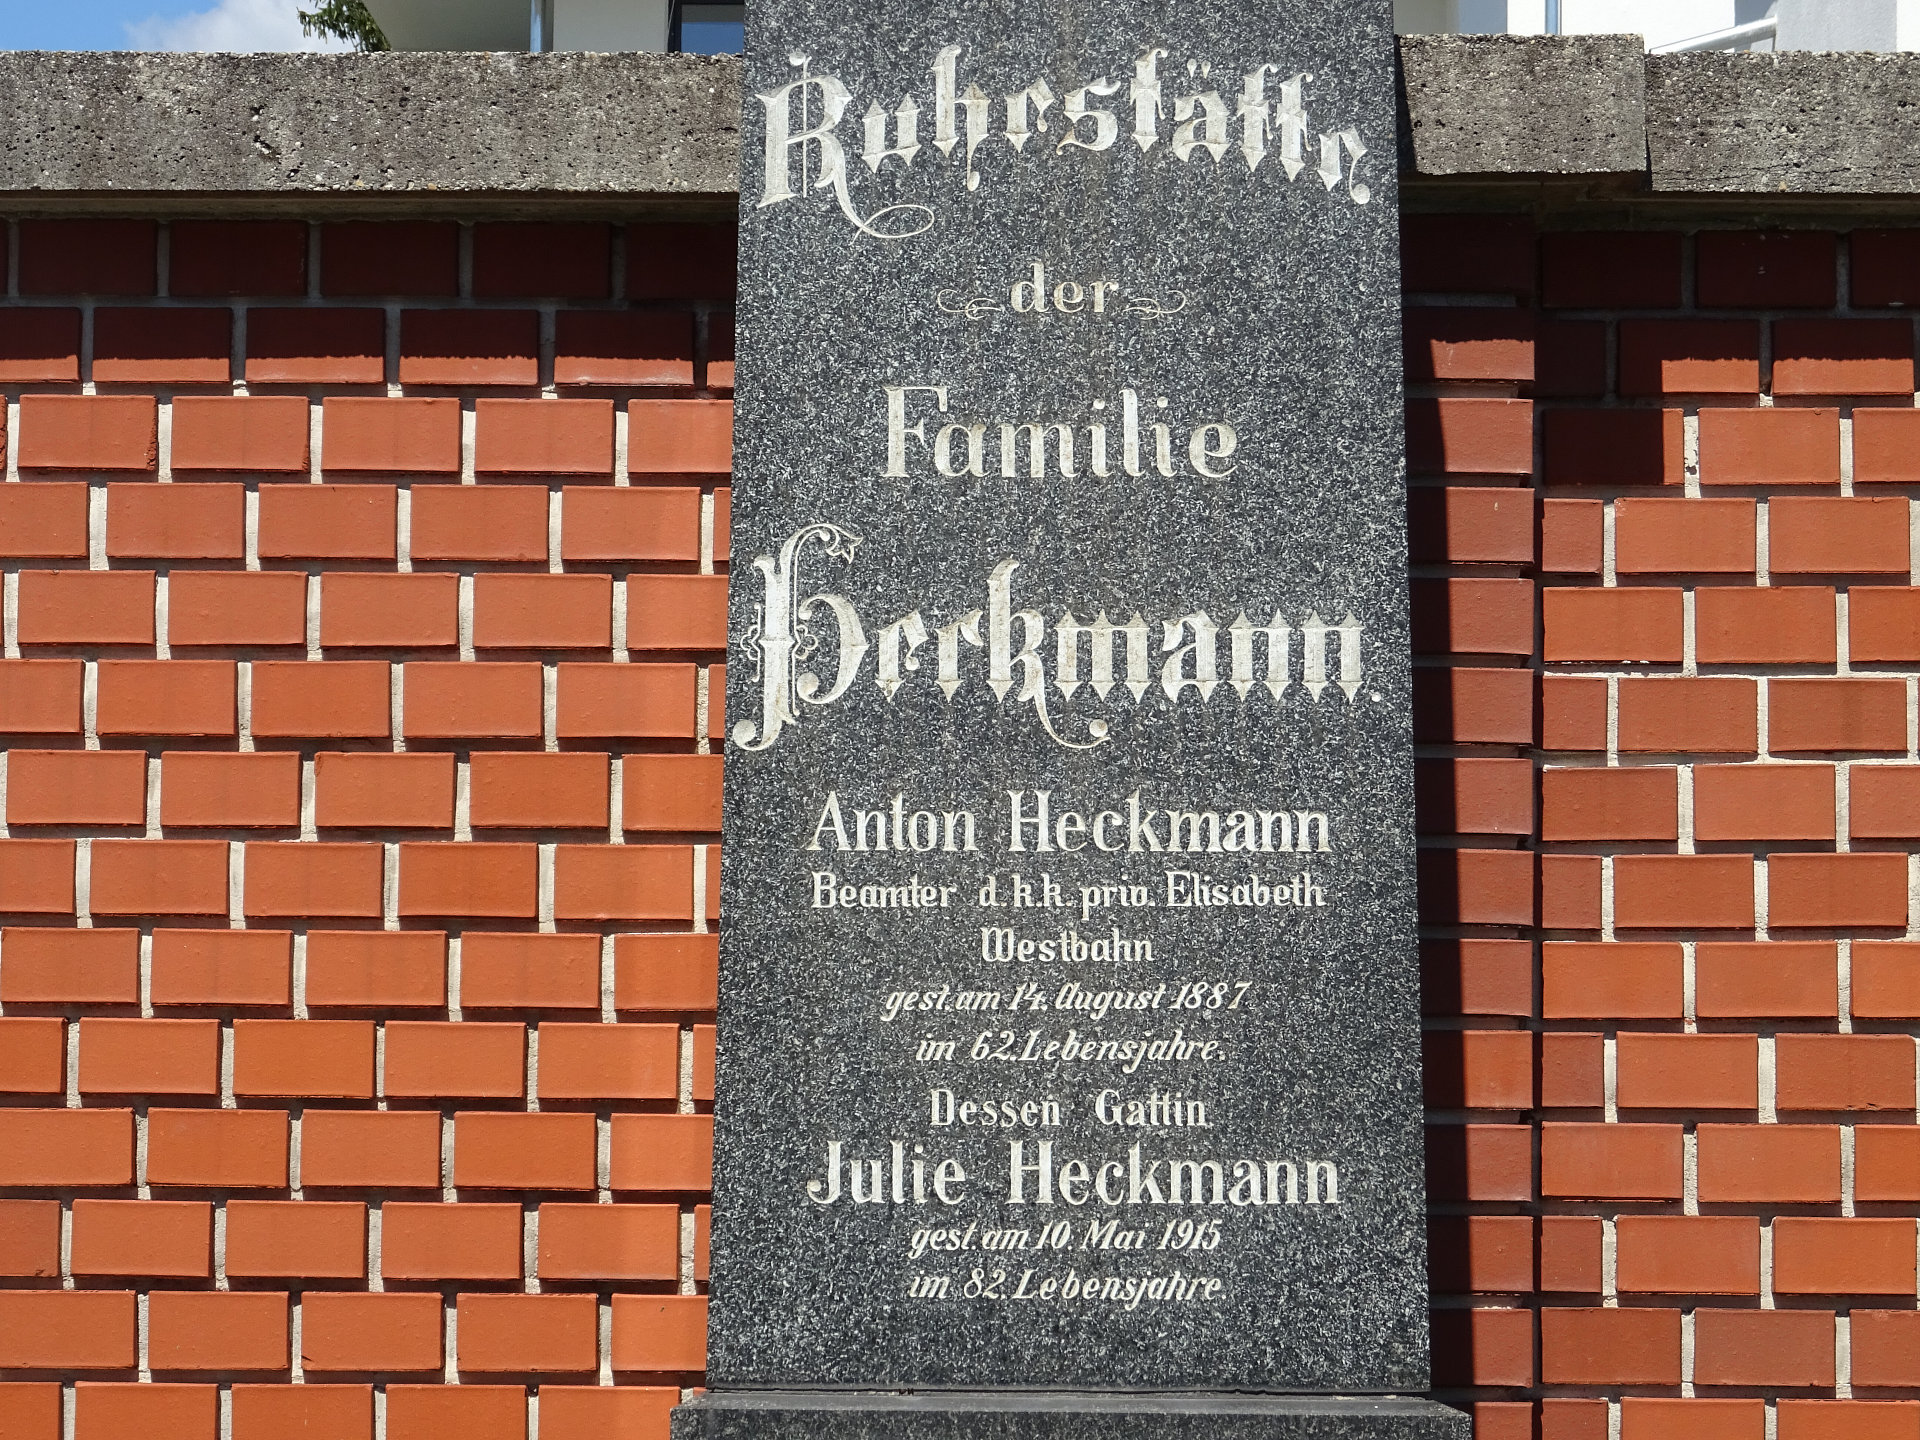 Ruhestätte
der
Familie
Heckmann.
Anton Heckmann
Beamter d. k.k. priv. Elisabeth
Westbahn
gest. am 14. August 1887
im 62. Lebensjahre.
Dessen Gattin
Julie Heckmann
gest. am 10. Mai 1915
im 82. Lebensjahre.